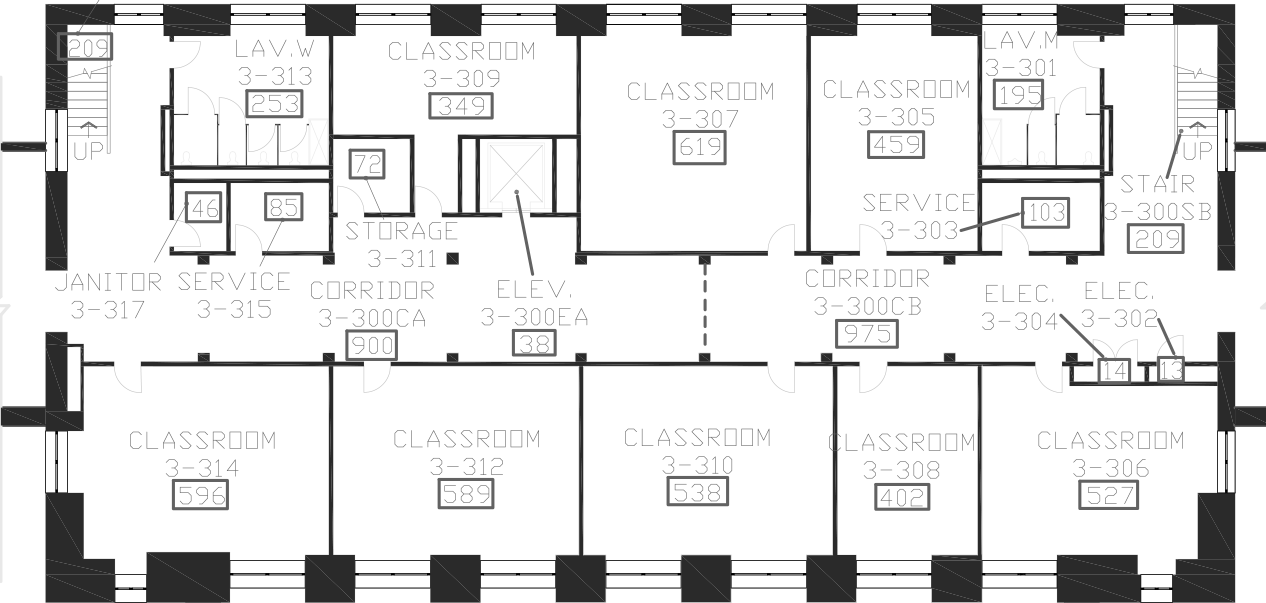 209
UP
LAV.W
3-313
253
CLASSROOM
3-309
349
CLASSROOM
3-307
619
CLASSROOM
3-305
459
LAV.M
3-301
195
UP
STAIR
3-300SB
209
72
STORAGE
3-311
46
JANITOR
3-317
85
SERVICE
3-315
SERVICE
3-303
103
CORRIDOR
3-300CA
900
ELEV.
3-300EA
38
CORRIDOR
3-300CB
975
ELEC.
3-304
14
ELEC.
3-302
13
CLASSROOM
3-314
596
CLASSROOM
3-312
589
CLASSROOM
3-310
538
CLASSROOM
3-308
402
CLASSROOM
3-306
527